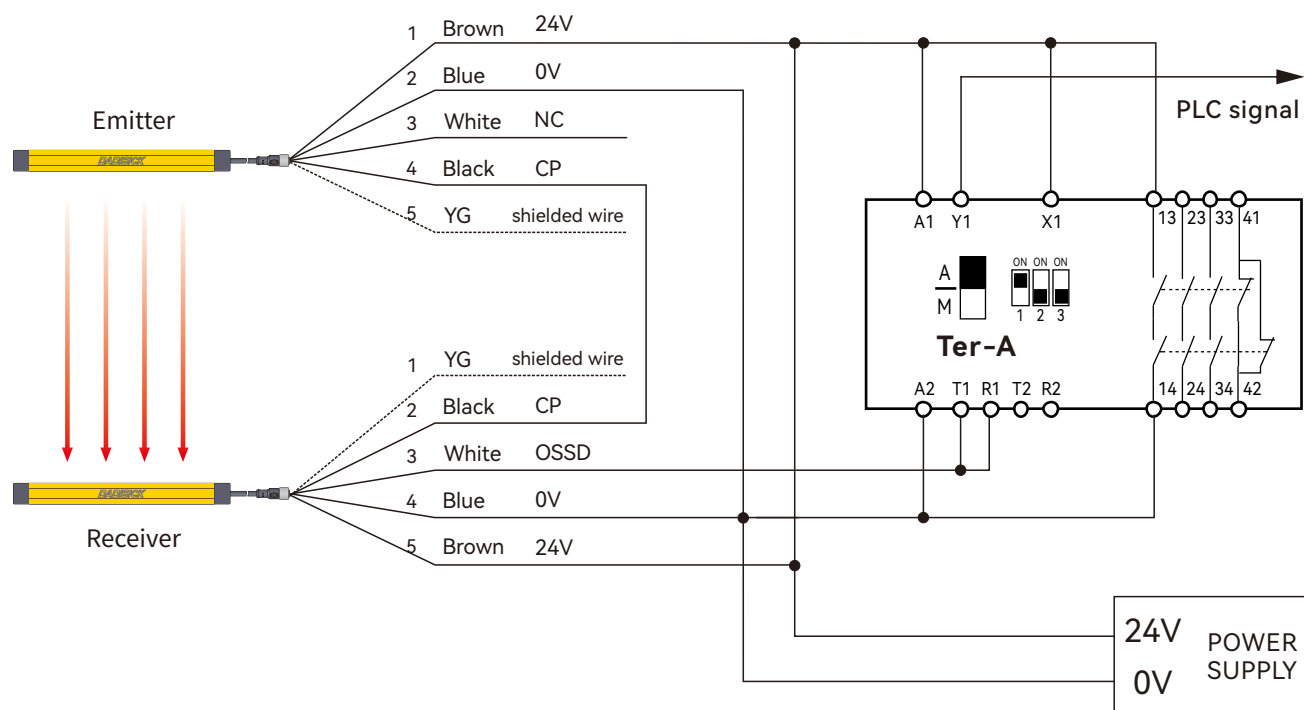 Emitter
DADISICK
1 Brown 24V
2 Blue 0V
3 White NC
4 Black CP
5 YG shielded wire
PLC signal
A1 Y1 X1 13 23 33 41
A
M
ON ON ON
1 2 3
Ter-A
A2 T1 R1 T2 R2 14 24 34 42
1 YG shielded wire
2 Black CP
3 White OSSD
4 Blue 0V
5 Brown 24V
DADISICK
Receiver
24V
0V
POWER
SUPPLY